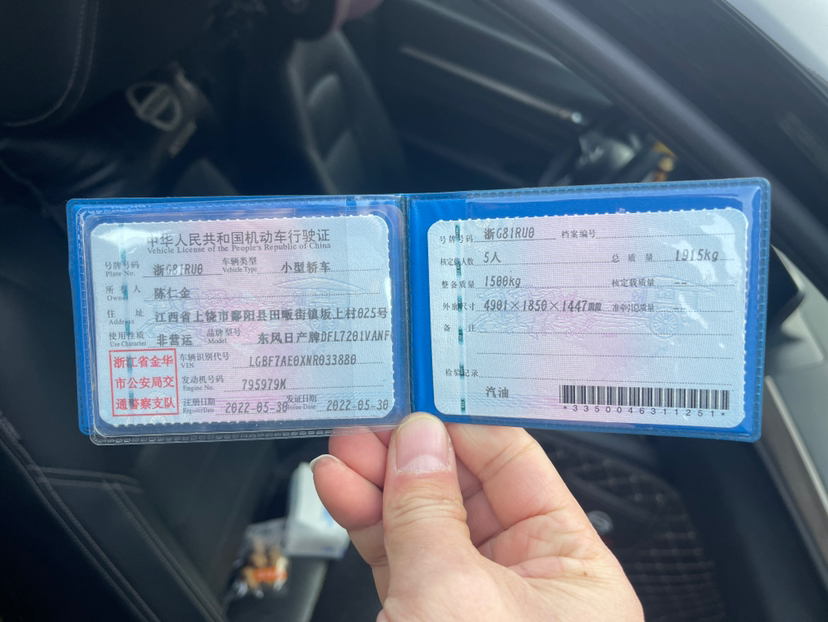 中华人民共和国机动车行驶证
Vehicle License of the People's Republic of China
号牌号码 浙G81RU0 车辆类型 小型轿车
Plate No. Vehicle Type
所有人 陈仁金
Owner
住 址 江西省上饶市鄱阳县田畈街镇坂上村025号
Address
使用性质 非营运 品牌型号 东风日产牌DFL7201VANF
Use Character Model
浙江省金华
市公安局交
通警察支队
车辆识别代号 LGBF7AE0XNR033880
VIN
发动机号码 795979M
Engine No.
注册日期 2022-05-30 发证日期 2022-05-30
Register Date Issue Date
号牌号码 浙G81RU0 档案编号
核定载人数 5人 总质量 1915kg
整备质量 1500kg 核定载质量 --
外廓尺寸 4901×1850×1447mm 准牵引总质量 --
备 注
检验记录
汽油
*3350046311251*